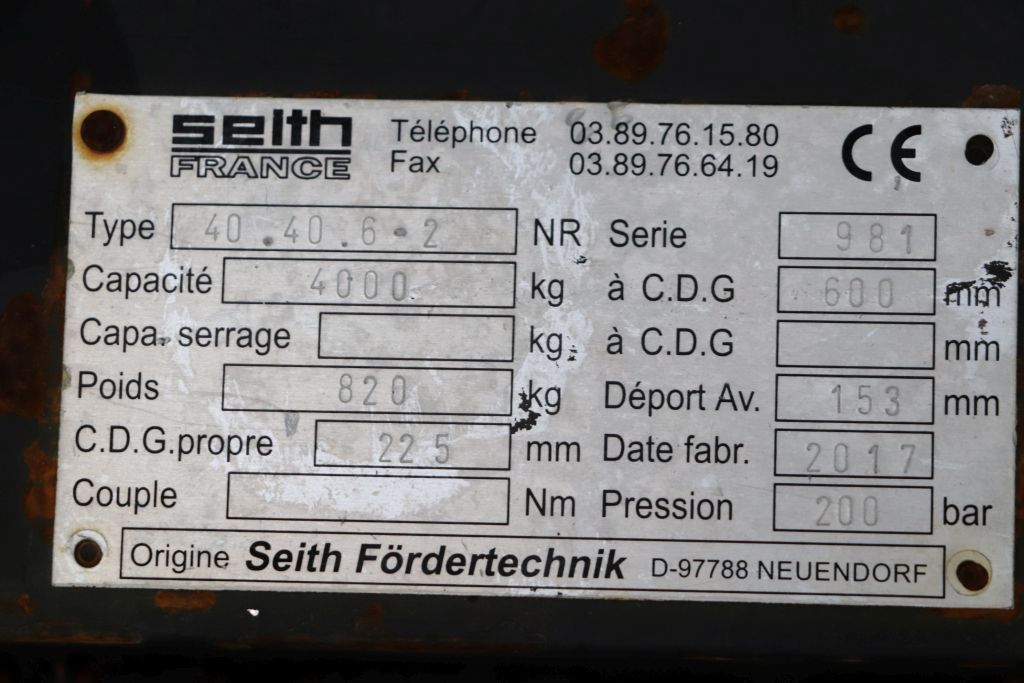 seith Téléphone 03.89.76.15.80 CE
FRANCE Fax 03.89.76.64.19
Type 40.40.6-2 NR Serie 981
Capacité 4000 kg à C.D.G 600 mm
Capa. serrage kg à C.D.G mm
Poids 820 kg Déport Av. 153 mm
C.D.G.propre 225 mm Date fabr. 2017
Couple Nm Pression 200 bar
Origine Seith Fördertechnik D-97788 NEUENDORF